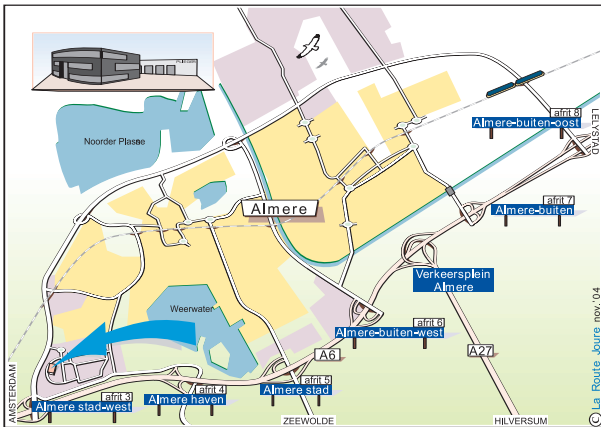 Noorder Plasse
afrit 8
Almere-buiten-oost
LELYSTAD
Almere
afrit 7
Almere-buiten
Verkeersplein
Almere
Weerwater
afrit 6
Almere-buiten-west
A6
A27
afrit 5
Almere stad
afrit 4
Almere haven
afrit 3
Almere stad-west
AMSTERDAM
ZEEWOLDE
HILVERSUM
© La Route Joure nov.'04